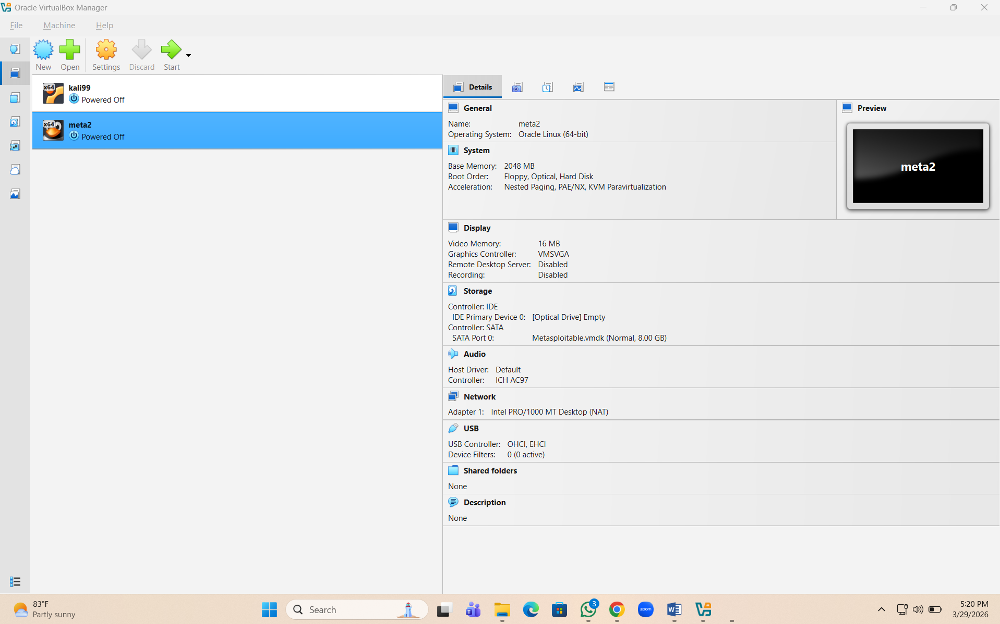 Oracle VirtualBox Manager
File Machine Help
New Open Settings Discard Start
x64 kali99
Powered Off
x64 meta2
Powered Off
Details
General
Name: meta2
Operating System: Oracle Linux (64-bit)
Preview
meta2
System
Base Memory: 2048 MB
Boot Order: Floppy, Optical, Hard Disk
Acceleration: Nested Paging, PAE/NX, KVM Paravirtualization
Display
Video Memory: 16 MB
Graphics Controller: VMSVGA
Remote Desktop Server: Disabled
Recording: Disabled
Storage
Controller: IDE
IDE Primary Device 0: [Optical Drive] Empty
Controller: SATA
SATA Port 0: Metasploitable.vmdk (Normal, 8.00 GB)
Audio
Host Driver: Default
Controller: ICH AC97
Network
Adapter 1: Intel PRO/1000 MT Desktop (NAT)
USB
USB Controller: OHCI, EHCI
Device Filters: 0 (0 active)
Shared folders
None
Description
None
83°F
Partly sunny
Search
3
zoom
5:20 PM
3/29/2026